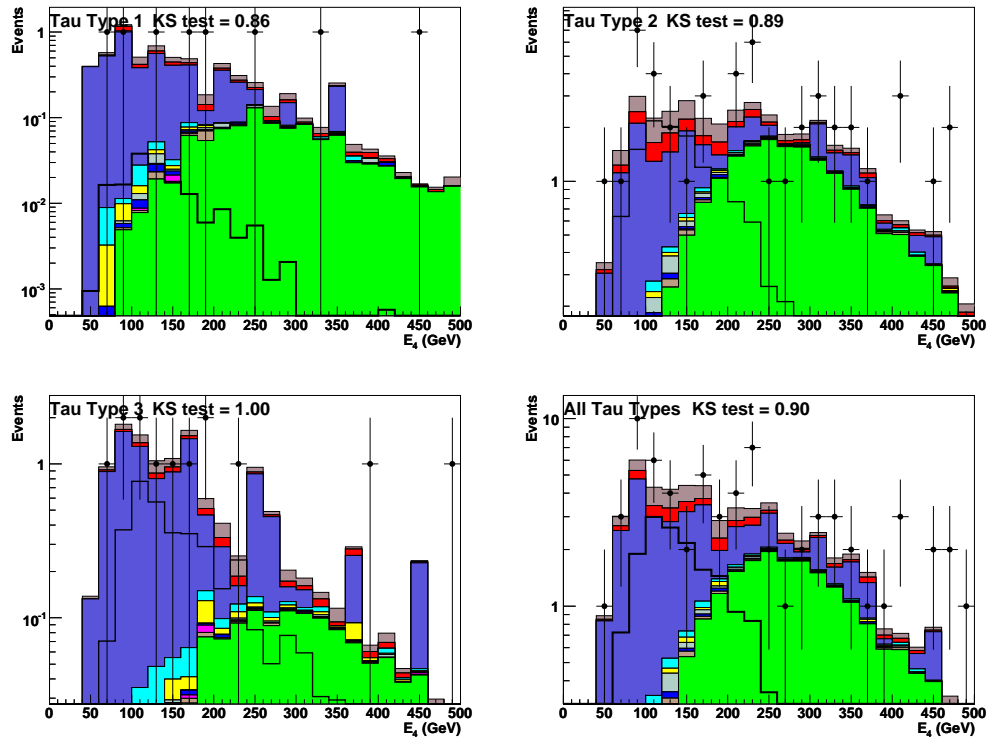 Tau Type 1 KS test = 0.86
Events
1
10-1
10-2
10-3
0 50 100 150 200 250 300 350 400 450 500
E4 (GeV)
Tau Type 2 KS test = 0.89
Events
1
0 50 100 150 200 250 300 350 400 450 500
E4 (GeV)
Tau Type 3 KS test = 1.00
Events
1
10-1
0 50 100 150 200 250 300 350 400 450 500
E4 (GeV)
All Tau Types KS test = 0.90
Events
10
1
0 50 100 150 200 250 300 350 400 450 500
E4 (GeV)